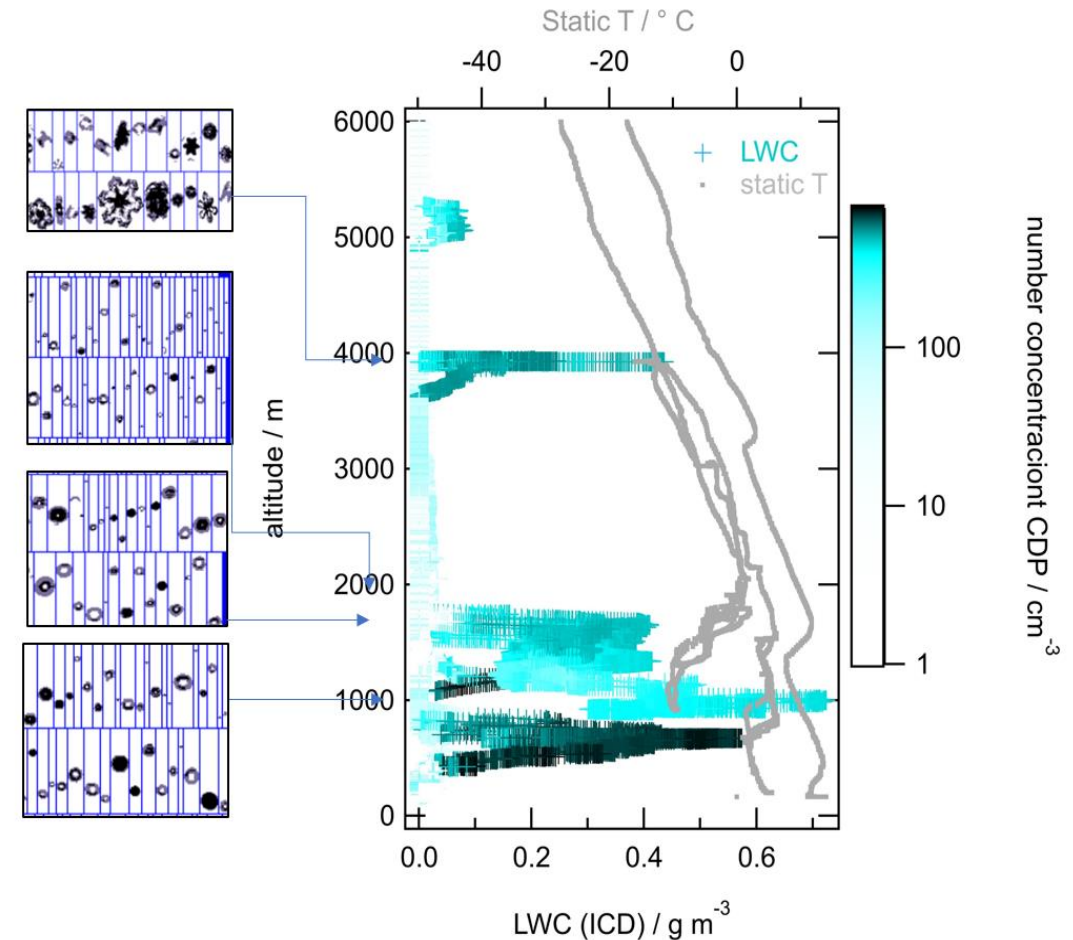 Static T / ° C
-40
-20
0
6000
5000
4000
3000
2000
1000
0
altitude / m
LWC
static T
0.0
0.2
0.4
0.6
LWC (ICD) / g m-3
100
10
1
number concentraciont CDP / cm-3